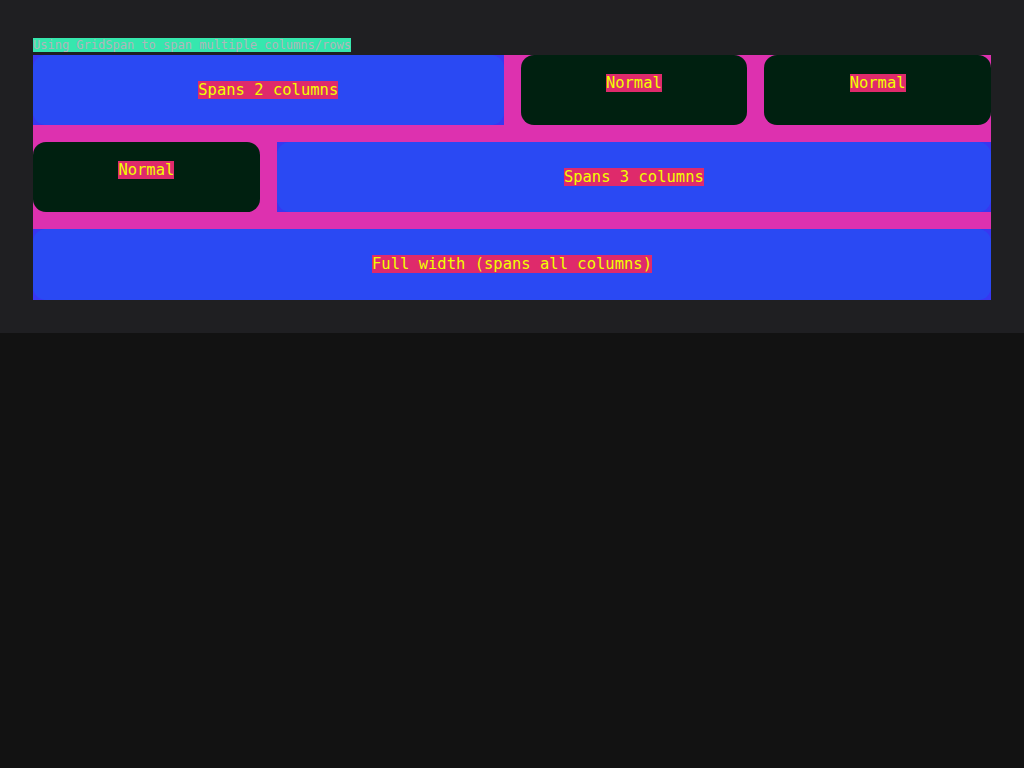 Using GridSpan to span multiple columns/rows
Spans 2 columns
Normal
Normal
Normal
Spans 3 columns
Full width (spans all columns)